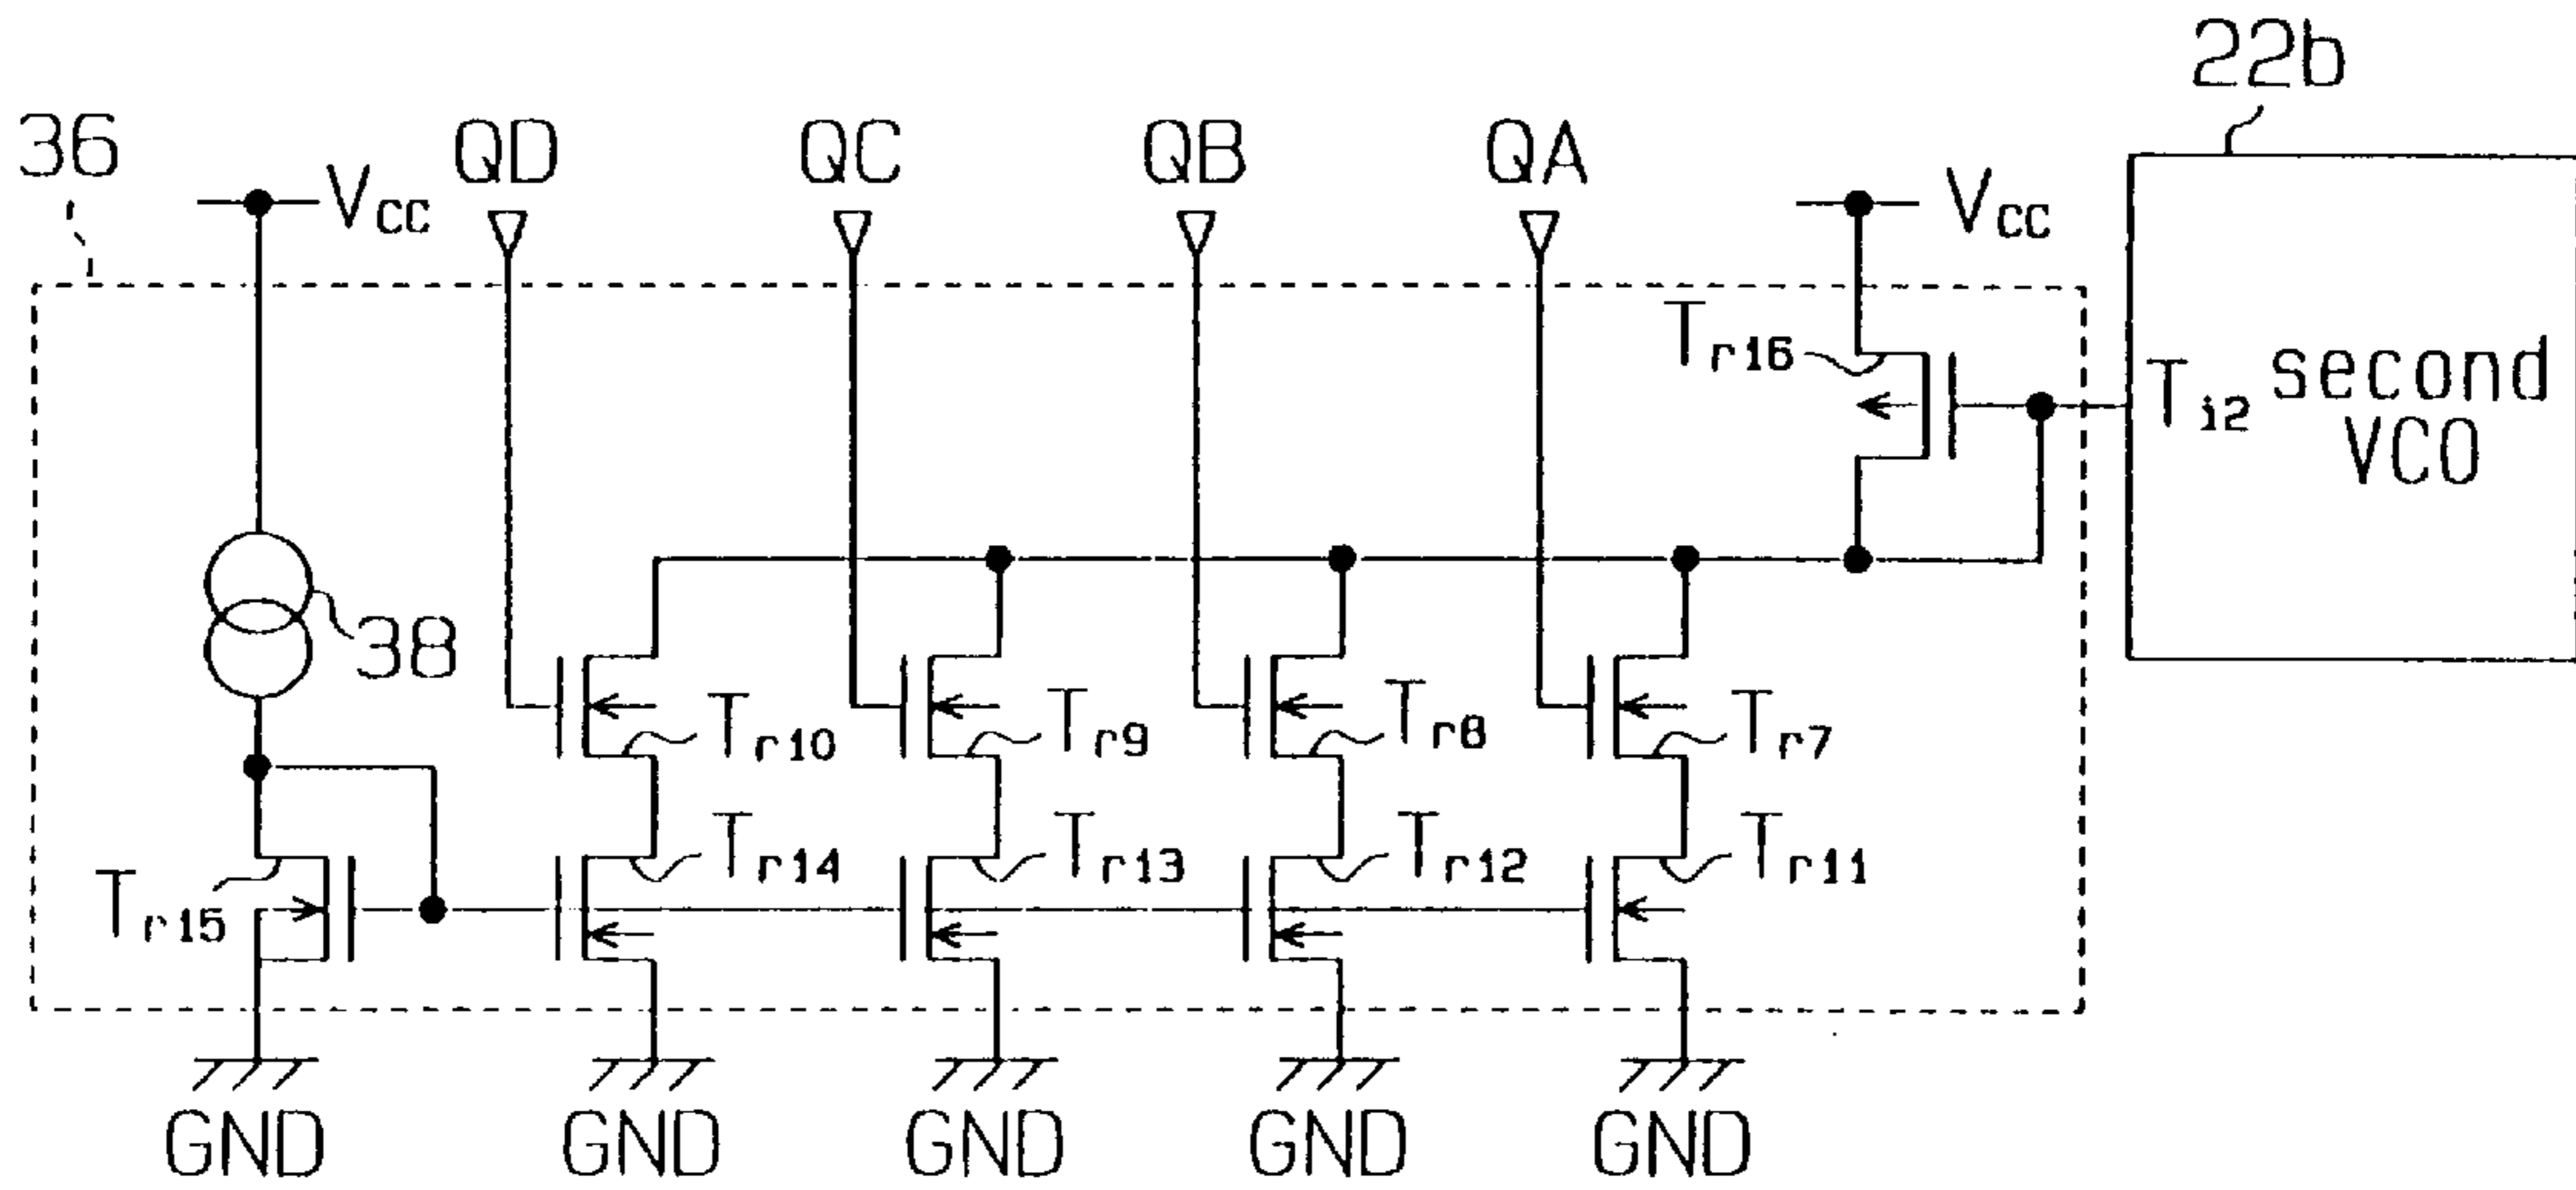 22b
36
QD
QC
QB
QA
Vcc
Vcc
Tr16
Ti2
second
VCO
38
Tr10
Tr9
Tr8
Tr7
Tr15
Tr14
Tr13
Tr12
Tr11
GND
GND
GND
GND
GND